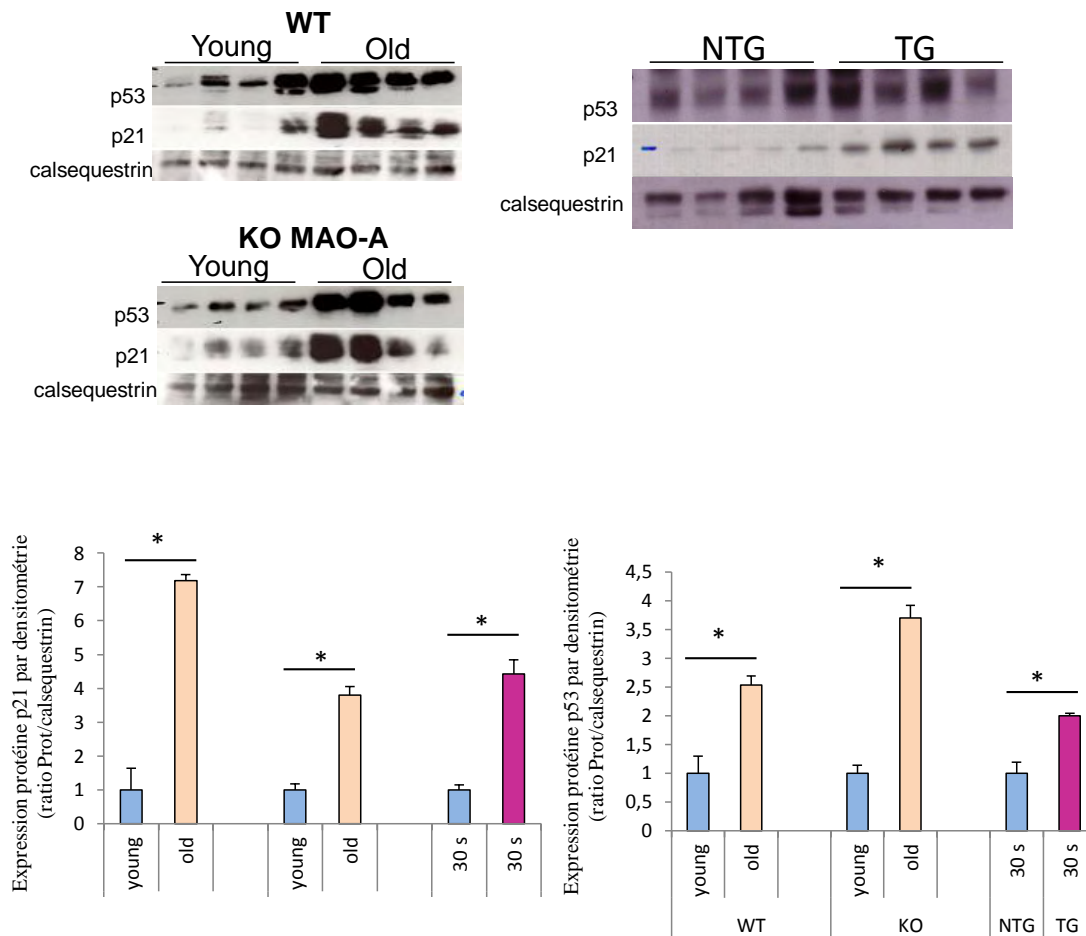 WT
Young Old
p53
p21
calsequestrin
NTG TG
p53
p21
calsequestrin
KO MAO-A
Young Old
p53
p21
calsequestrin
Expression protéine p21 par densitométrie
(ratio Prot/calsequestrin)
8
7
6
5
4
3
2
1
0
*
*
*
young old young old 30 s 30 s
Expression protéine p53 par densitométrie
(ratio Prot/calsequestrin)
4,5
4
3,5
3
2,5
2
1,5
1
0,5
0
*
*
*
young old young old 30 s 30 s
WT KO NTG TG